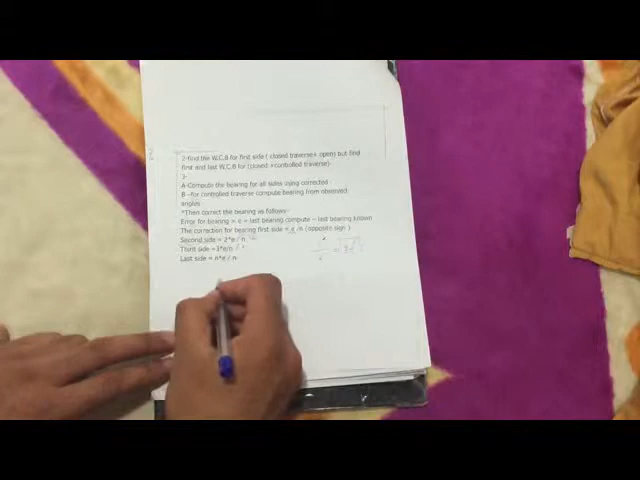 2-find the W.C.B for first side ( closed traverse+ open) but find
first and last W.C.B for (closed +controlled traverse)-
3-
A-Compute the bearing for all sides using corrected
B –for controlled traverse compute bearing from observed
angles
*Then correct the bearing as follows-
Error for bearing = e = last bearing compute – last bearing known
The correction for bearing first side = e /n (opposite sign )
Second side = 2*e / n
Third side =3*e/n
Last side = n*e / n